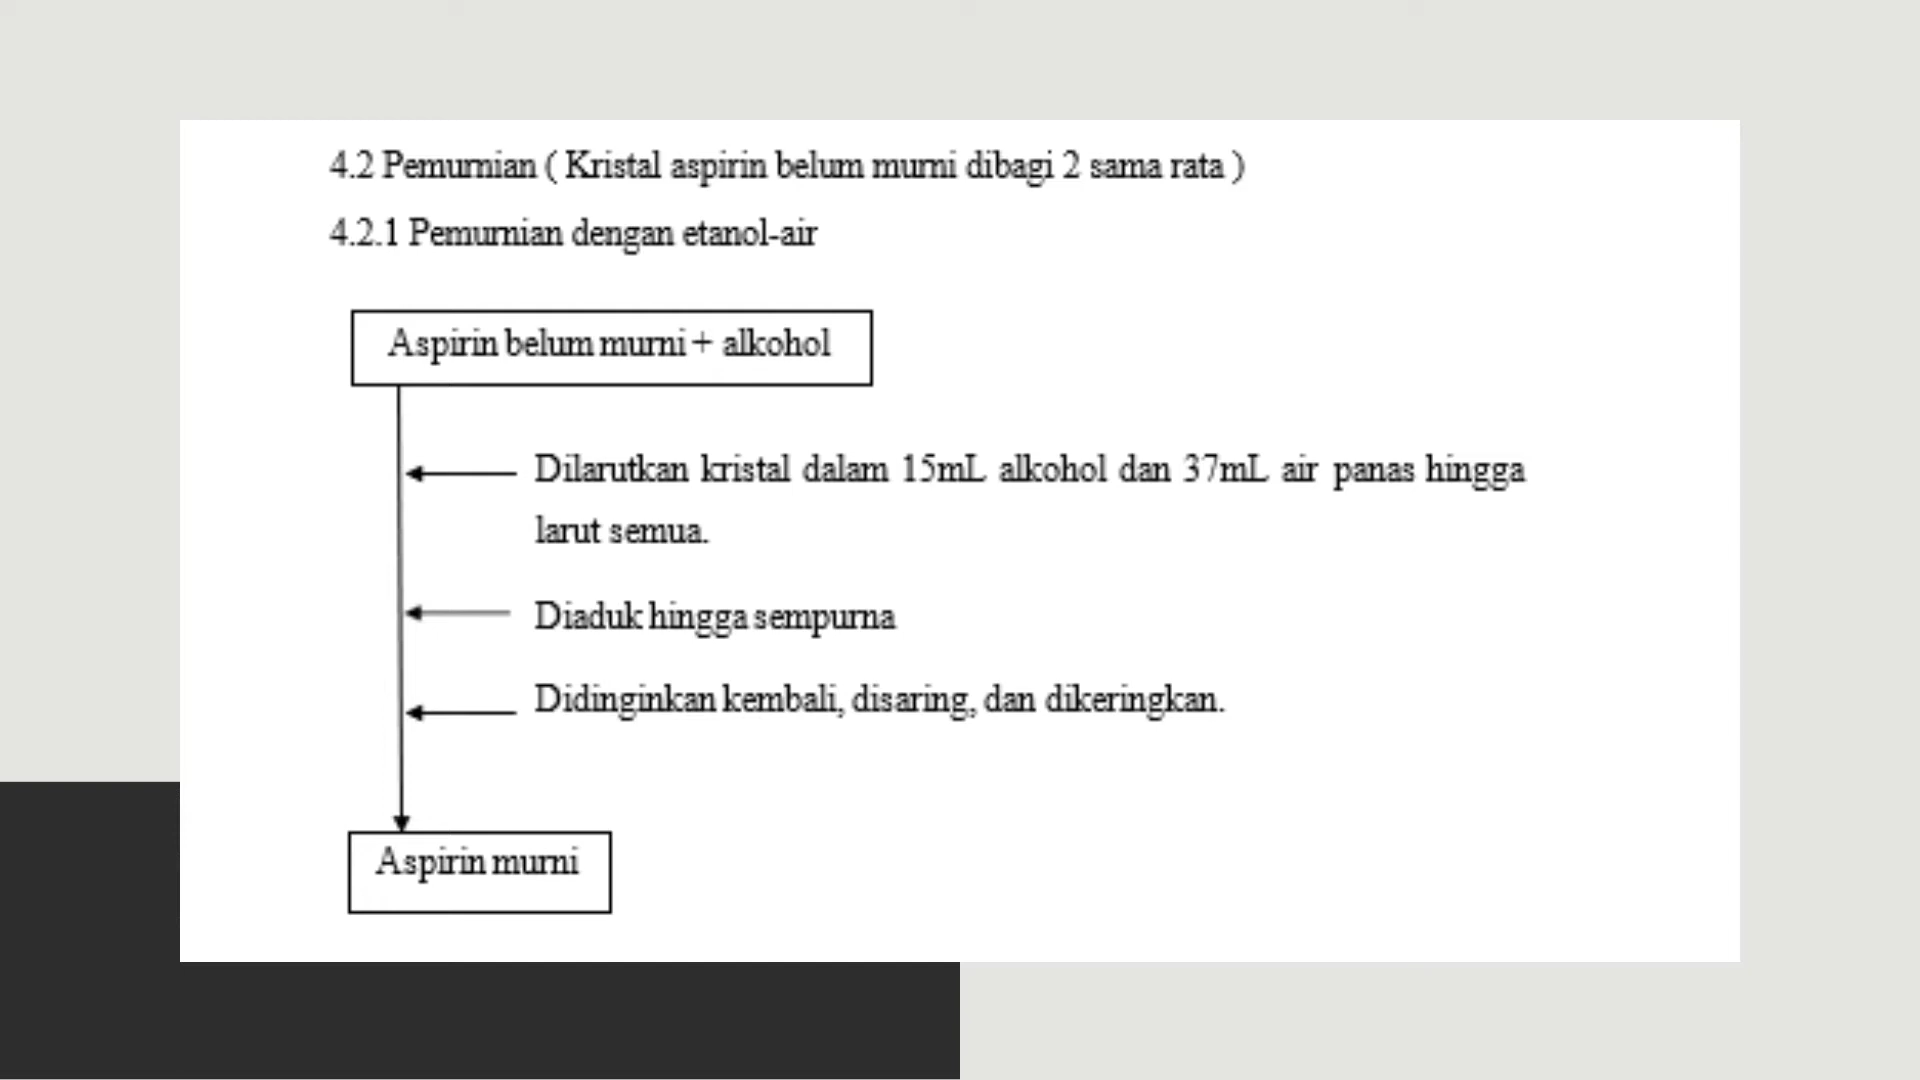 4.2 Pemurnian ( Kristal aspirin belum murni dibagi 2 sama rata )
4.2.1 Pemurnian dengan etanol-air
Aspirin belum murni + alkohol
Dilarutkan kristal dalam 15mL alkohol dan 37mL air panas hingga
larut semua.
Diaduk hingga sempurna
Didinginkan kembali, disaring, dan dikeringkan.
Aspirin murni